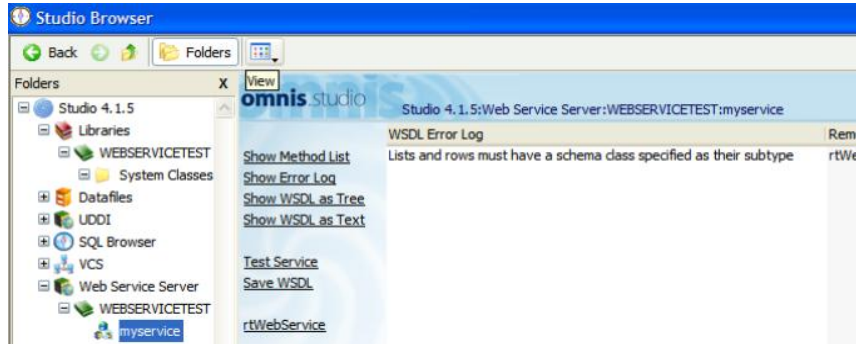 Studio Browser
Back Folders
Folders X
View
omnis.studio
Studio 4.1.5:Web Service Server:WEBSERVICETEST:myservice
WSDL Error Log Rem
Lists and rows must have a schema class specified as their subtype rtWe
Studio 4.1.5
Libraries
WEBSERVICETEST
System Classes
Datafiles
UDDI
SQL Browser
VCS
Web Service Server
WEBSERVICETEST
myservice
Show Method List
Show Error Log
Show WSDL as Tree
Show WSDL as Text
Test Service
Save WSDL
rtWebService